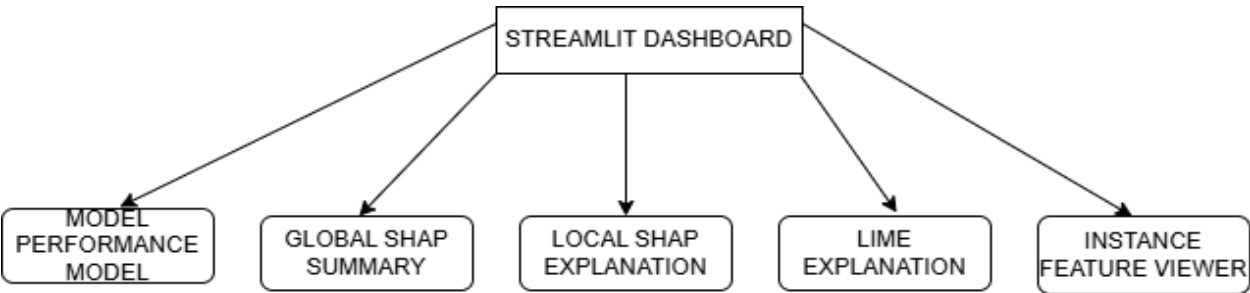 STREAMLIT DASHBOARD
MODEL
PERFORMANCE
MODEL
GLOBAL SHAP
SUMMARY
LOCAL SHAP
EXPLANATION
LIME
EXPLANATION
INSTANCE
FEATURE VIEWER